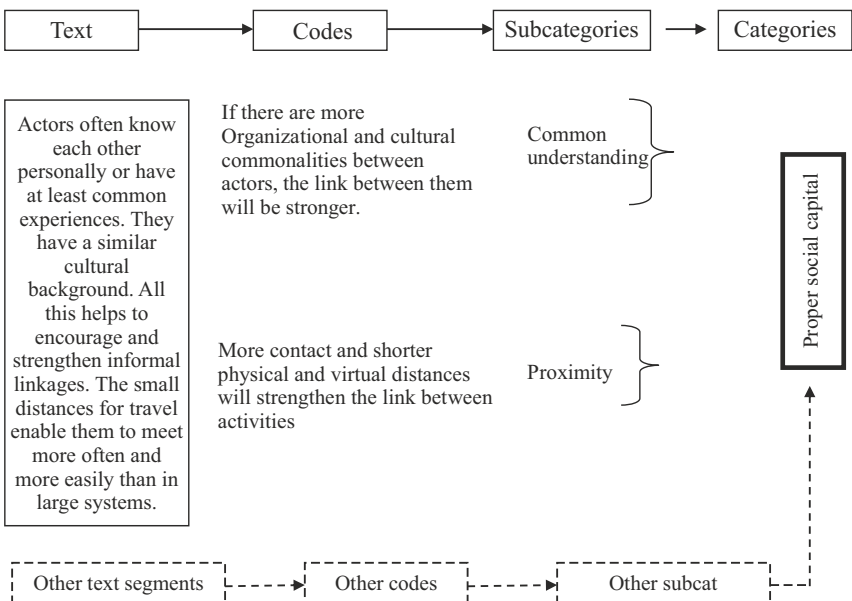 Text
Codes
Subcategories
Categories
Actors often know
each other
personally or have
at least common
experiences. They
have a similar
cultural
background. All
this helps to
encourage and
strengthen informal
linkages. The small
distances for travel
enable them to meet
more often and
more easily than in
large systems.
If there are more
Organizational and cultural
commonalities between
actors, the link between them
will be stronger.
Common
understanding
More contact and shorter
physical and virtual distances
will strengthen the link between
activities
Proximity
Proper social capital
Other text segments
Other codes
Other subcat